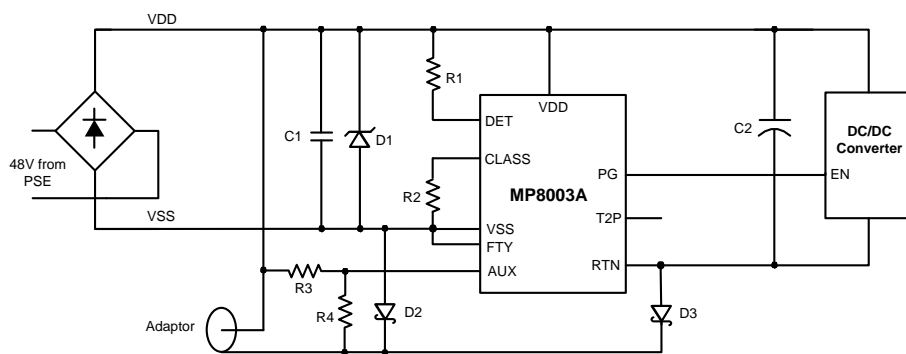 VDD
R1
VDD
DET
C1
D1
C2
DC/DC
Converter
48V from
PSE
CLASS
MP8003A
PG
EN
R2
T2P
VSS
VSS
FTY
AUX
RTN
R3
R4
D2
D3
Adaptor